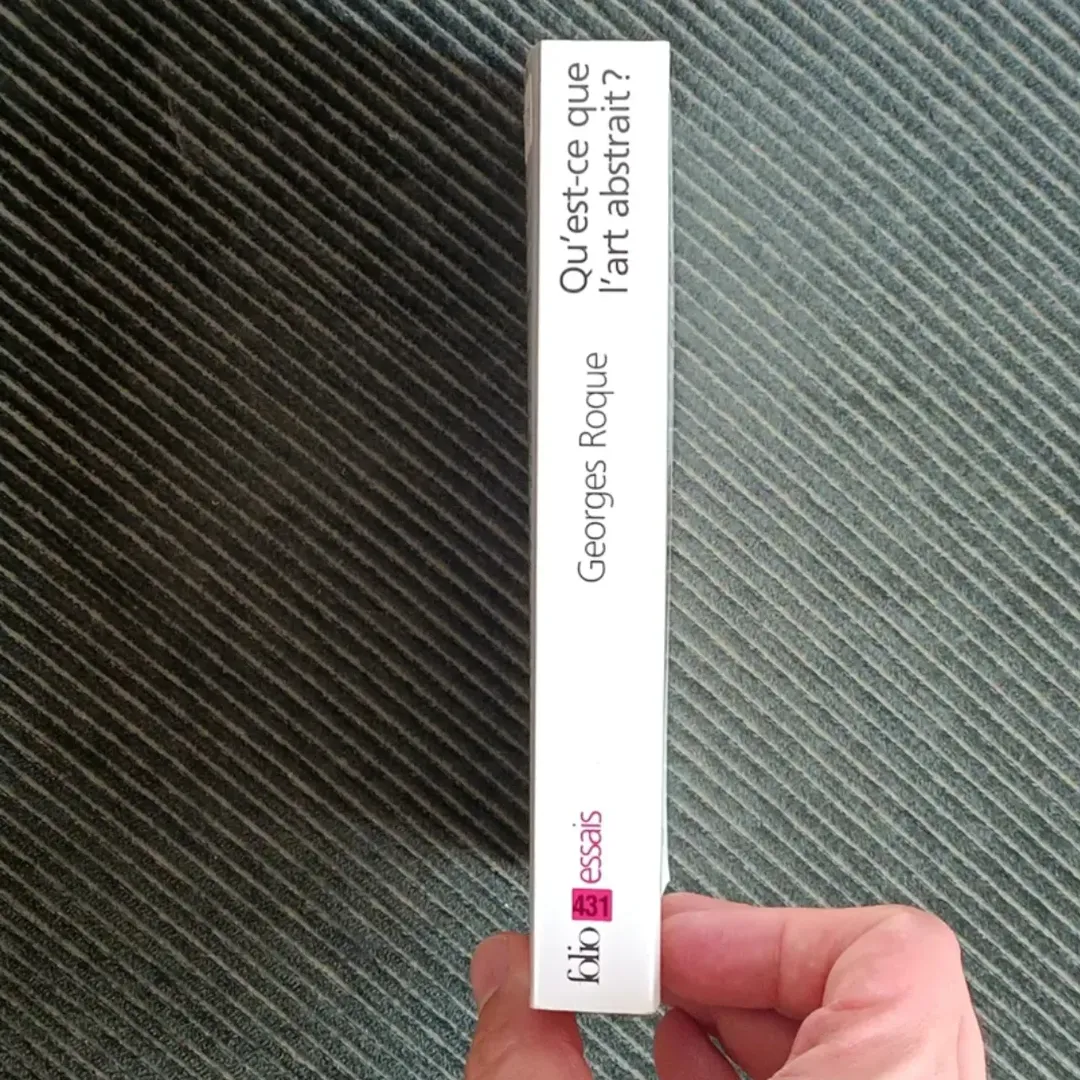 Qu'est-ce que
l'art abstrait?
Georges Roque
folio 431 essais